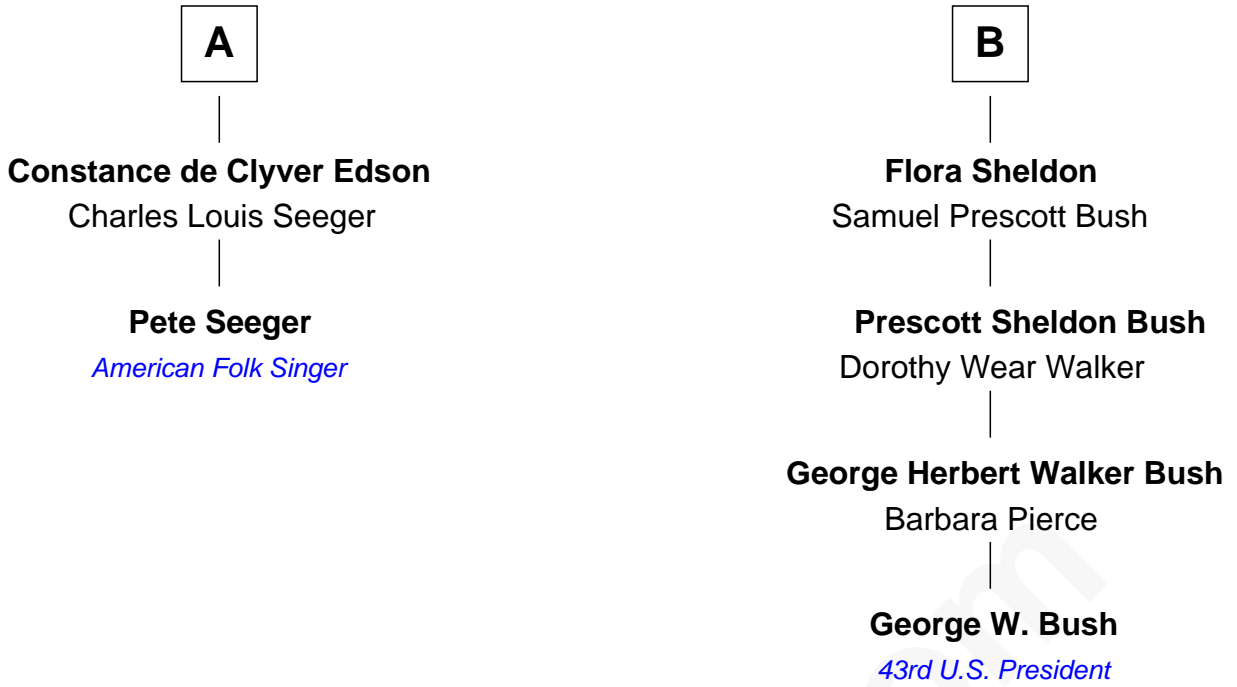 A
Constance de Clyver Edson
Charles Louis Seeger
Pete Seeger
American Folk Singer
B
Flora Sheldon
Samuel Prescott Bush
Prescott Sheldon Bush
Dorothy Wear Walker
George Herbert Walker Bush
Barbara Pierce
George W. Bush
43rd U.S. President